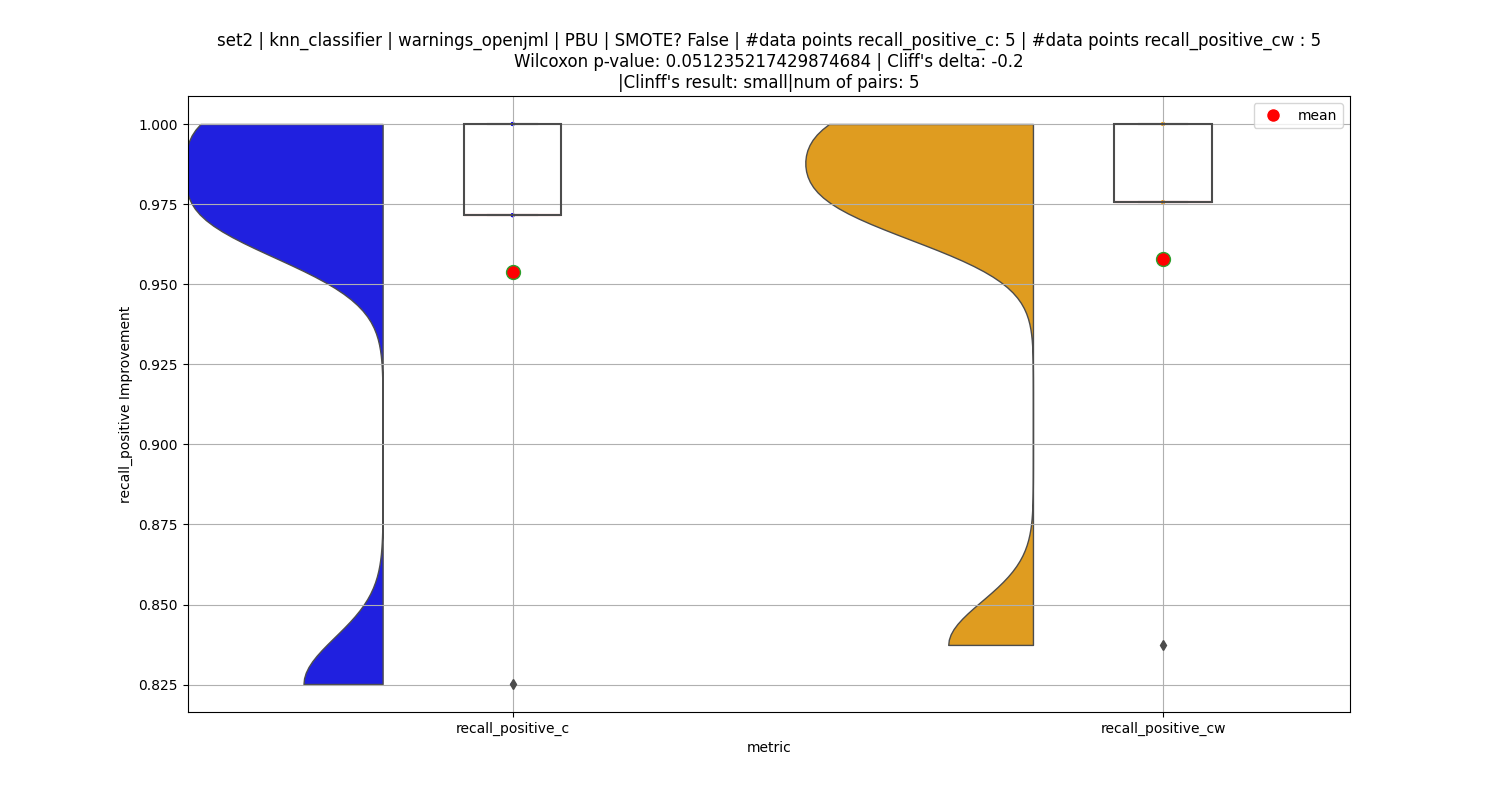 set2 | knn_classifier | warnings_openjml | PBU | SMOTE? False | #data points recall_positive_c: 5 | #data points recall_positive_cw : 5
Wilcoxon p-value: 0.051235217429874684 | Cliff's delta: -0.2
|Clinff's result: small|num of pairs: 5
mean
1.000
0.975
0.950
0.925
0.900
0.875
0.850
0.825
recall_positive Improvement
recall_positive_c
recall_positive_cw
metric